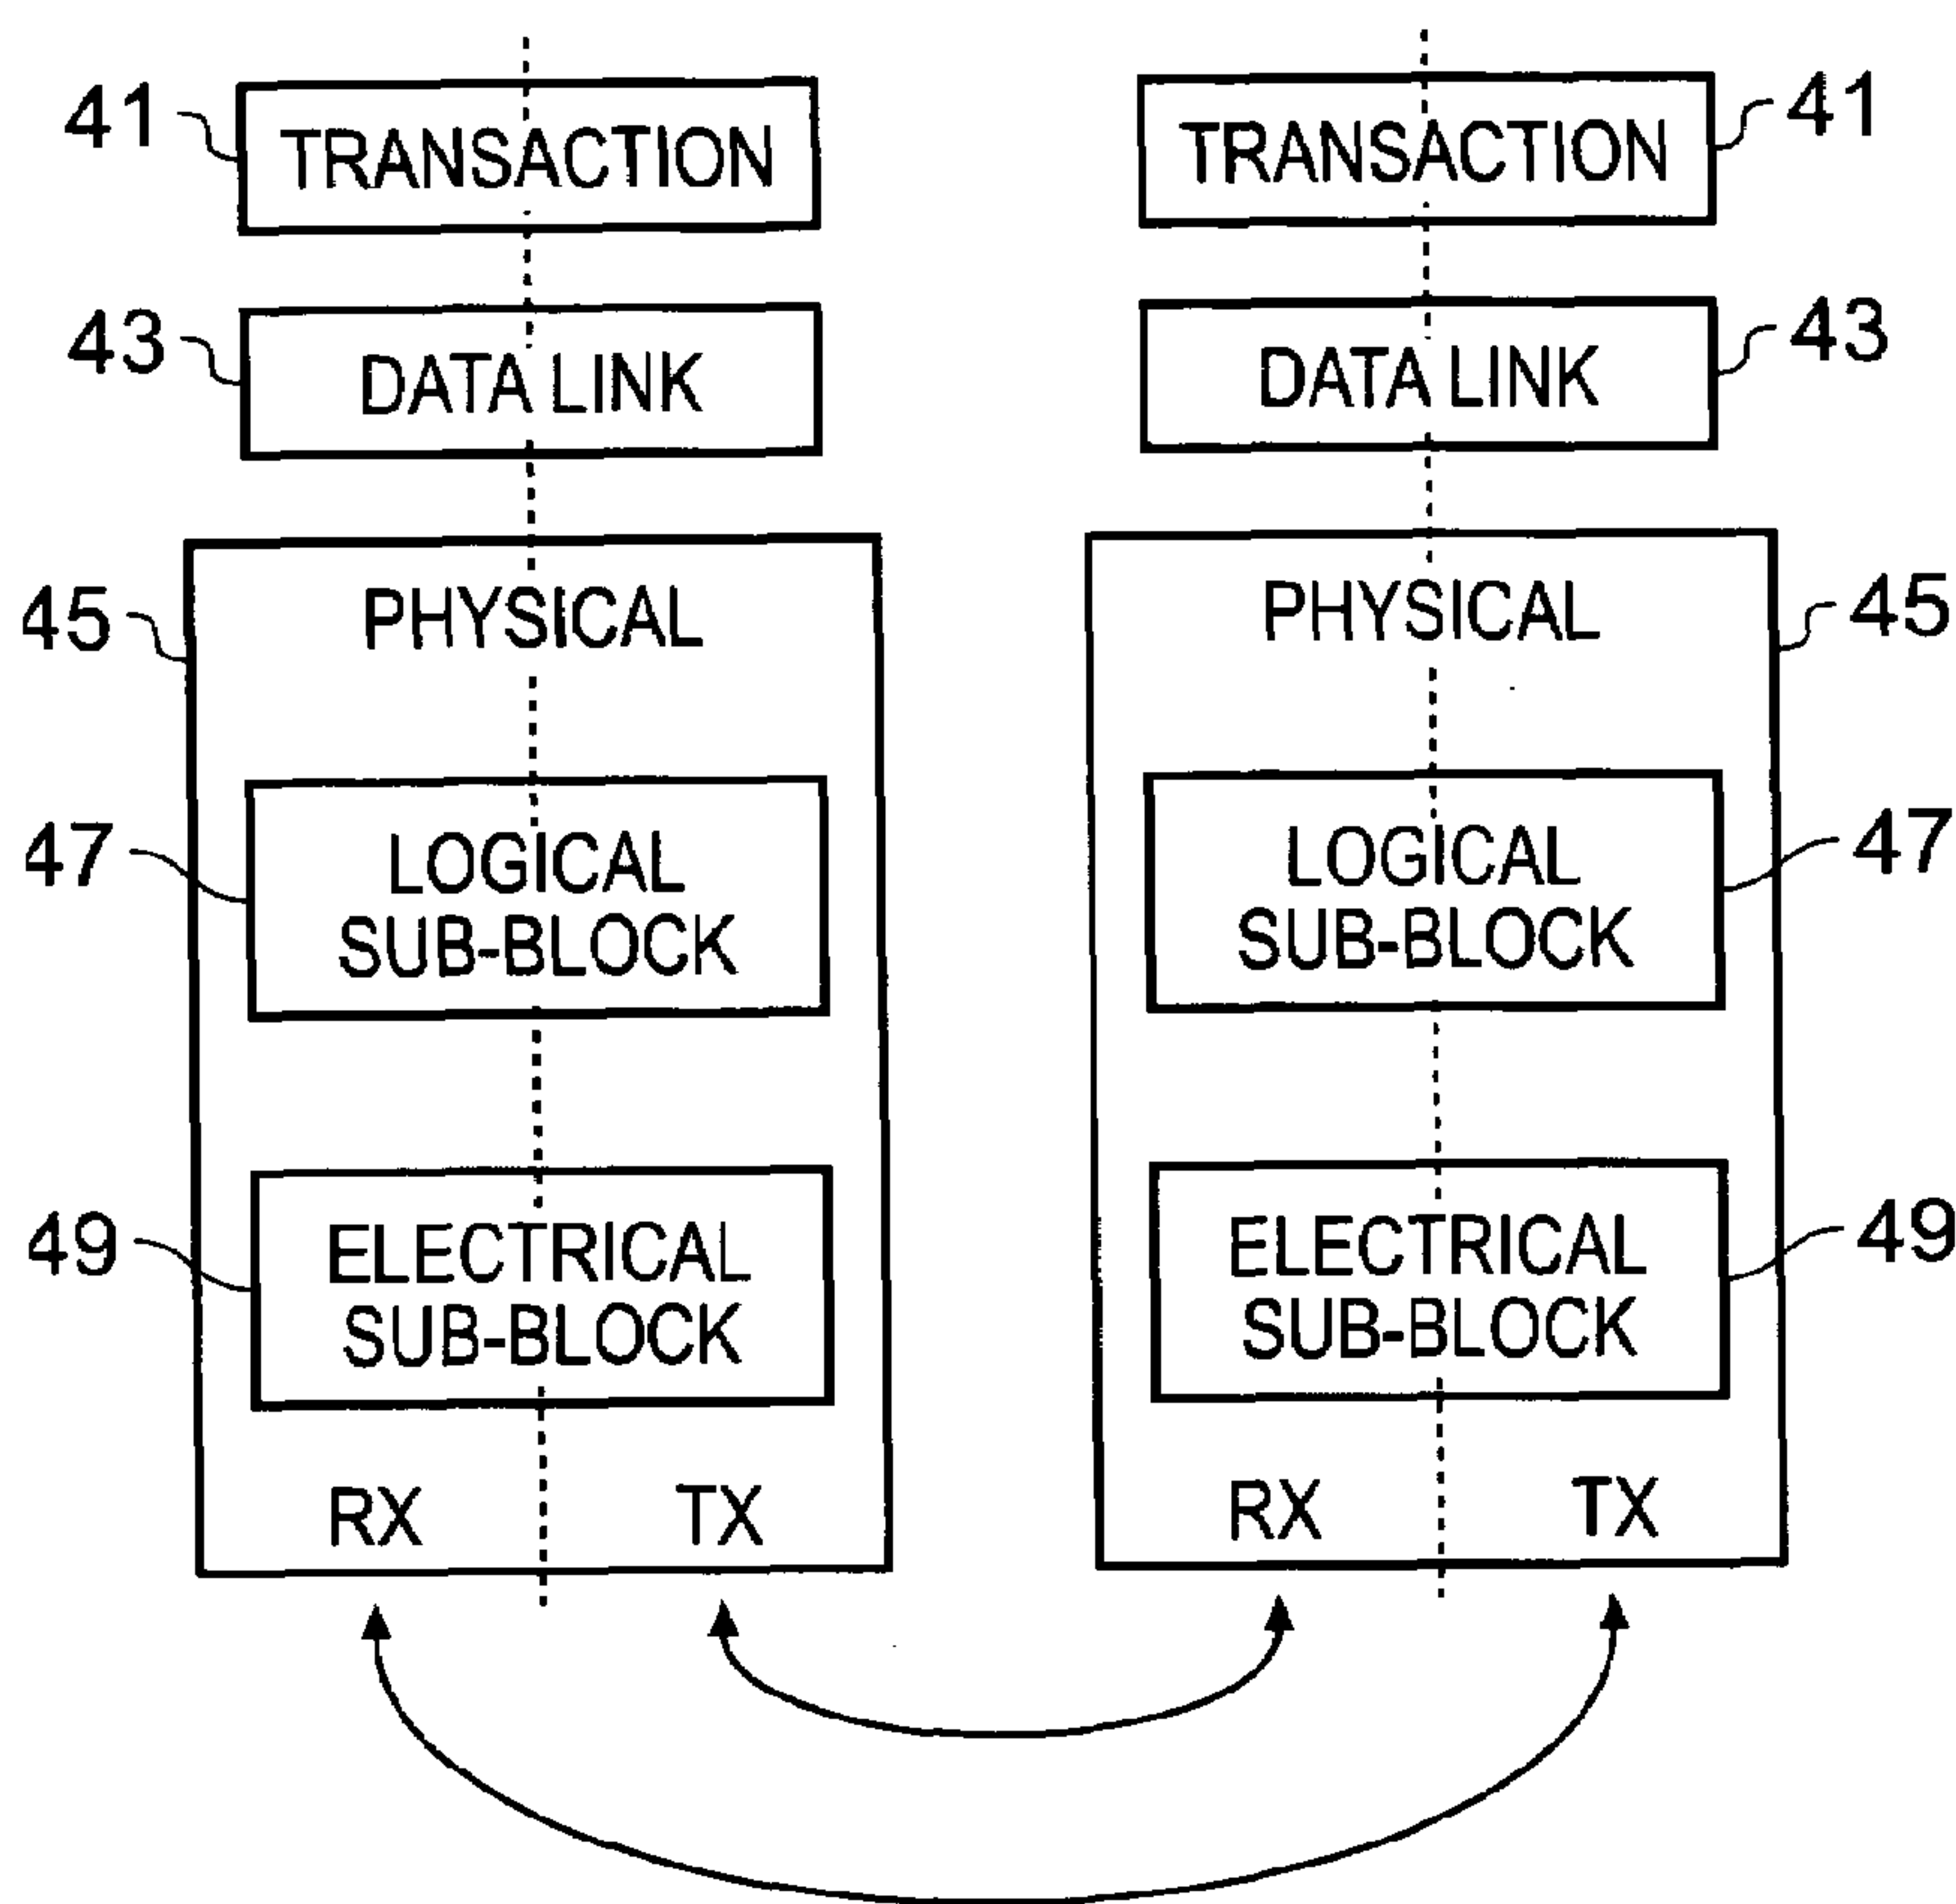 41 TRANSACTION TRANSACTION 41
43 DATA LINK DATA LINK 43
45 PHYSICAL PHYSICAL 45
47 LOGICAL SUB-BLOCK LOGICAL SUB-BLOCK 47
49 ELECTRICAL SUB-BLOCK ELECTRICAL SUB-BLOCK 49
RX TX RX TX